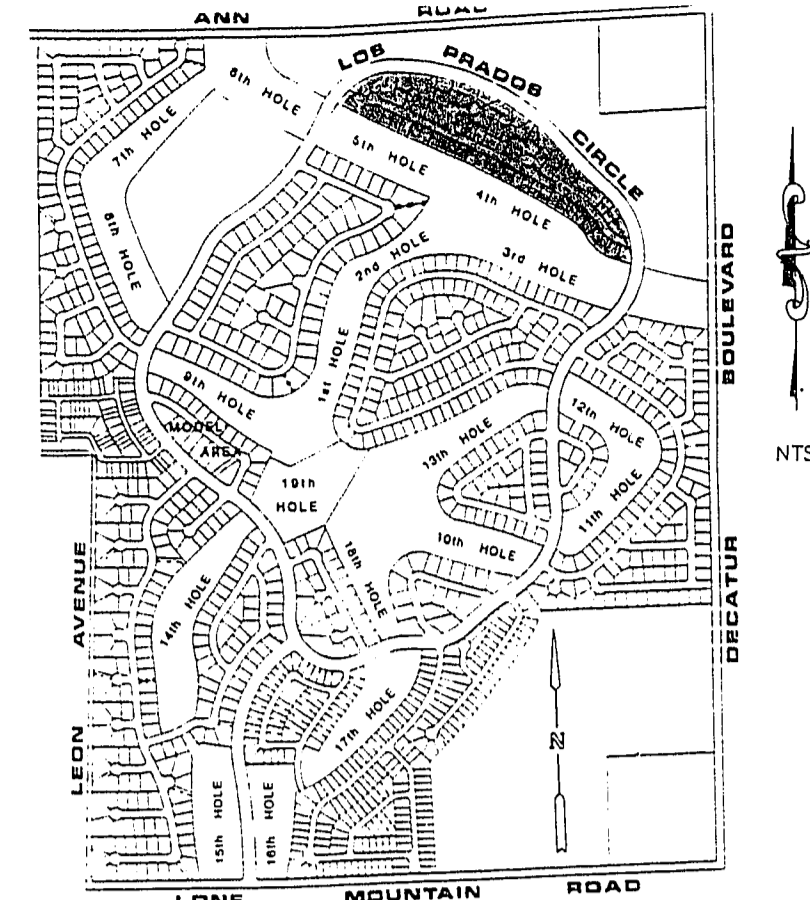 ANN ROAD
LOS PRADOS CIRCLE
6th HOLE
7th HOLE
5th HOLE
4th HOLE
8th HOLE
2nd HOLE
3rd HOLE
BOULEVARD
1st HOLE
9th HOLE
12th HOLE
MODEL
AREA
13th HOLE
NTS
19th
HOLE
11th HOLE
10th HOLE
18th HOLE
AVENUE
DECATUR
14th HOLE
17th HOLE
N
LEON
15th HOLE
16th HOLE
LONE MOUNTAIN ROAD